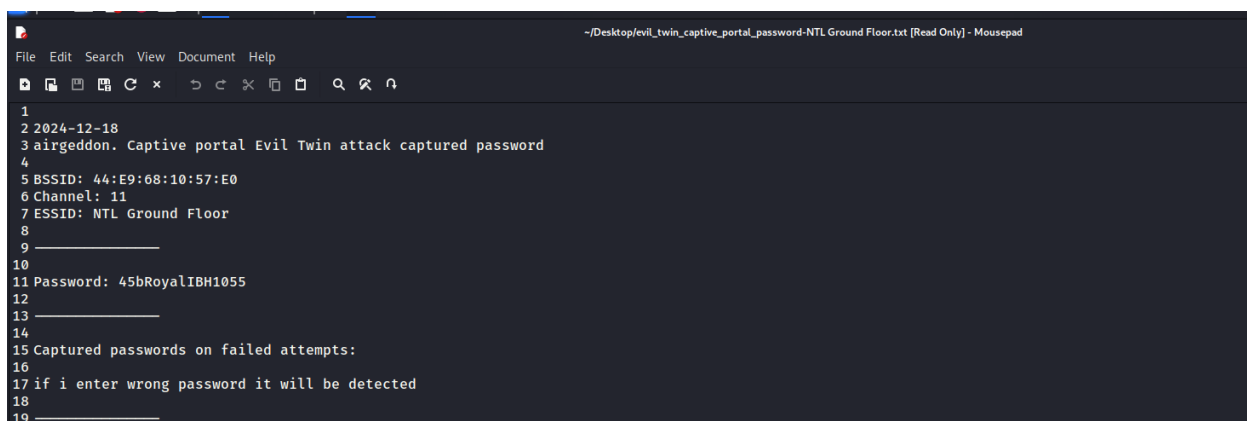 ~/Desktop/evil_twin_captive_portal_password-NTL Ground Floor.txt [Read Only] - Mousepad
File Edit Search View Document Help
1
2 2024-12-18
3 airgeddon. Captive portal Evil Twin attack captured password
4
5 BSSID: 44:E9:68:10:57:E0
6 Channel: 11
7 ESSID: NTL Ground Floor
8
9 ———————————————
10
11 Password: 45bRoyalIBH1055
12
13 ———————————————
14
15 Captured passwords on failed attempts:
16
17 if i enter wrong password it will be detected
18
19 ———————————————